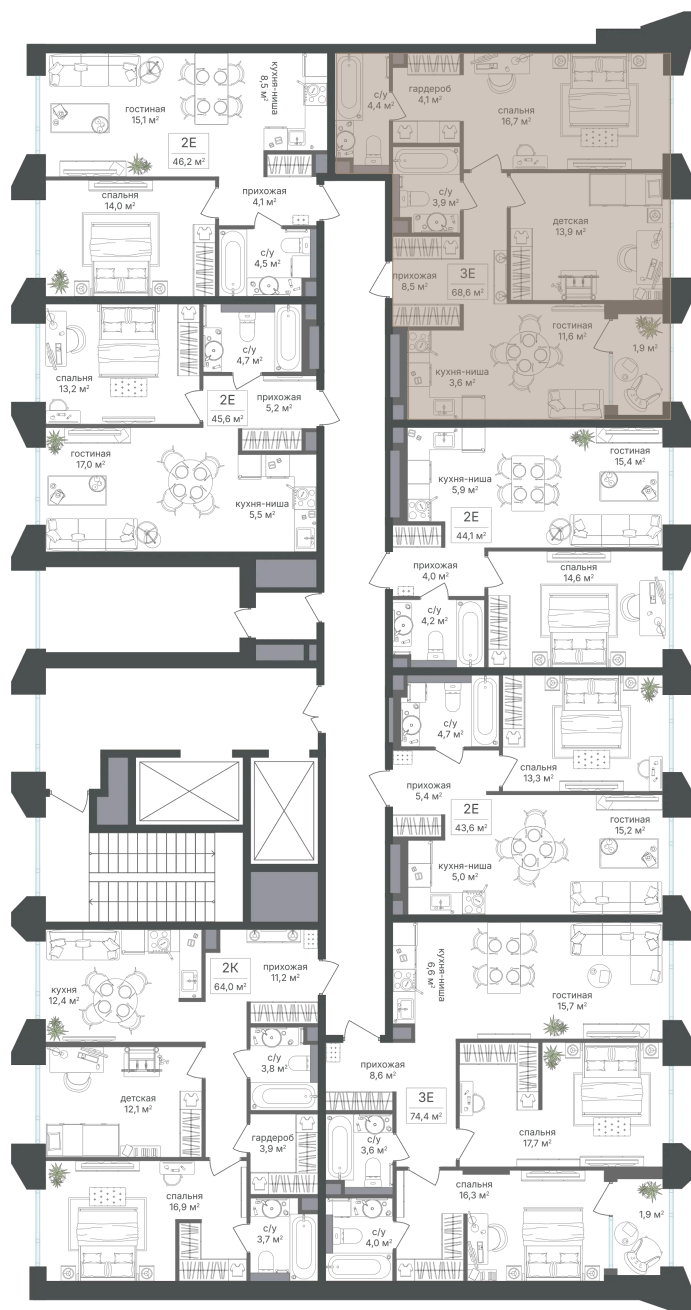 гостиная
15,1 м²
кухня-ниша
8,5 м²
2Е
46,2 м²
спальня
14,0 м²
прихожая
4,1 м²
с/у
4,5 м²
с/у
4,4 м²
гардероб
4,1 м²
спальня
16,7 м²
с/у
3,9 м²
детская
13,9 м²
прихожая
8,5 м²
3Е
68,6 м²
гостиная
11,6 м²
1,9 м²
кухня-ниша
3,6 м²
спальня
13,2 м²
с/у
4,7 м²
2Е
45,6 м²
прихожая
5,2 м²
гостиная
17,0 м²
кухня-ниша
5,5 м²
гостиная
15,4 м²
кухня-ниша
5,9 м²
2Е
44,1 м²
прихожая
4,0 м²
спальня
14,6 м²
с/у
4,2 м²
с/у
4,7 м²
спальня
13,3 м²
прихожая
5,4 м²
2Е
43,6 м²
гостиная
15,2 м²
кухня-ниша
5,0 м²
кухня
12,4 м²
2К
64,0 м²
прихожая
11,2 м²
с/у
3,8 м²
детская
12,1 м²
гардероб
3,9 м²
спальня
16,9 м²
с/у
3,7 м²
кухня-ниша
6,6 м²
гостиная
15,7 м²
прихожая
8,6 м²
3Е
74,4 м²
с/у
3,6 м²
спальня
17,7 м²
спальня
16,3 м²
1,9 м²
с/у
4,0 м²